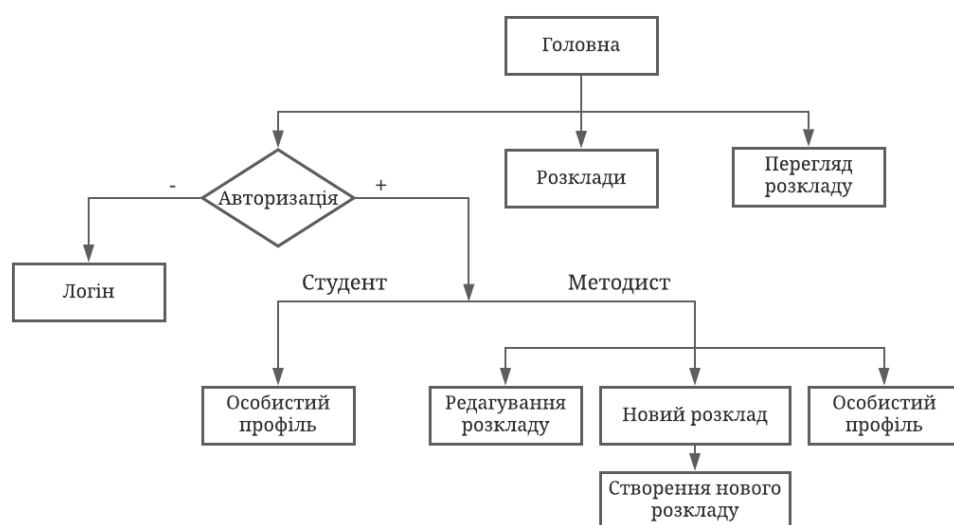 Головна
Авторизація
-
+
Розклади
Перегляд
розкладу
Логін
Студент
Методист
Особистий
профіль
Редагування
розкладу
Новий розклад
Особистий
профіль
Створення нового
розкладу